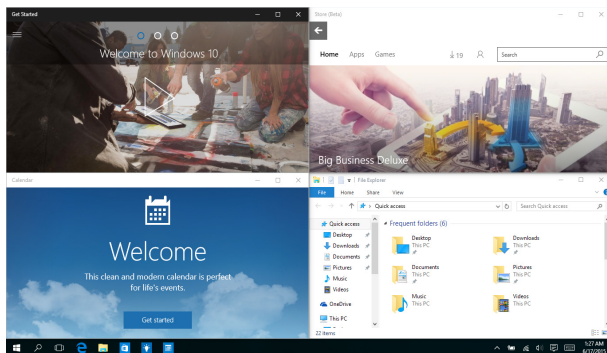 Get Started
Welcome to Windows 10
Store (Beta)
Home Apps Games 19 Search
Big Business Deluxe
Calendar
Welcome
This clean and modern calendar is perfect
for life's events.
Get started
File Explorer
File Home Share View
Quick access Search Quick access
Quick access
Desktop
Downloads
Documents
Pictures
Music
Videos
OneDrive
This PC
22 items
Frequent folders (6)
Desktop
This PC
Downloads
This PC
Documents
This PC
Pictures
This PC
Music
This PC
Videos
This PC
1:27 AM
6/17/2015